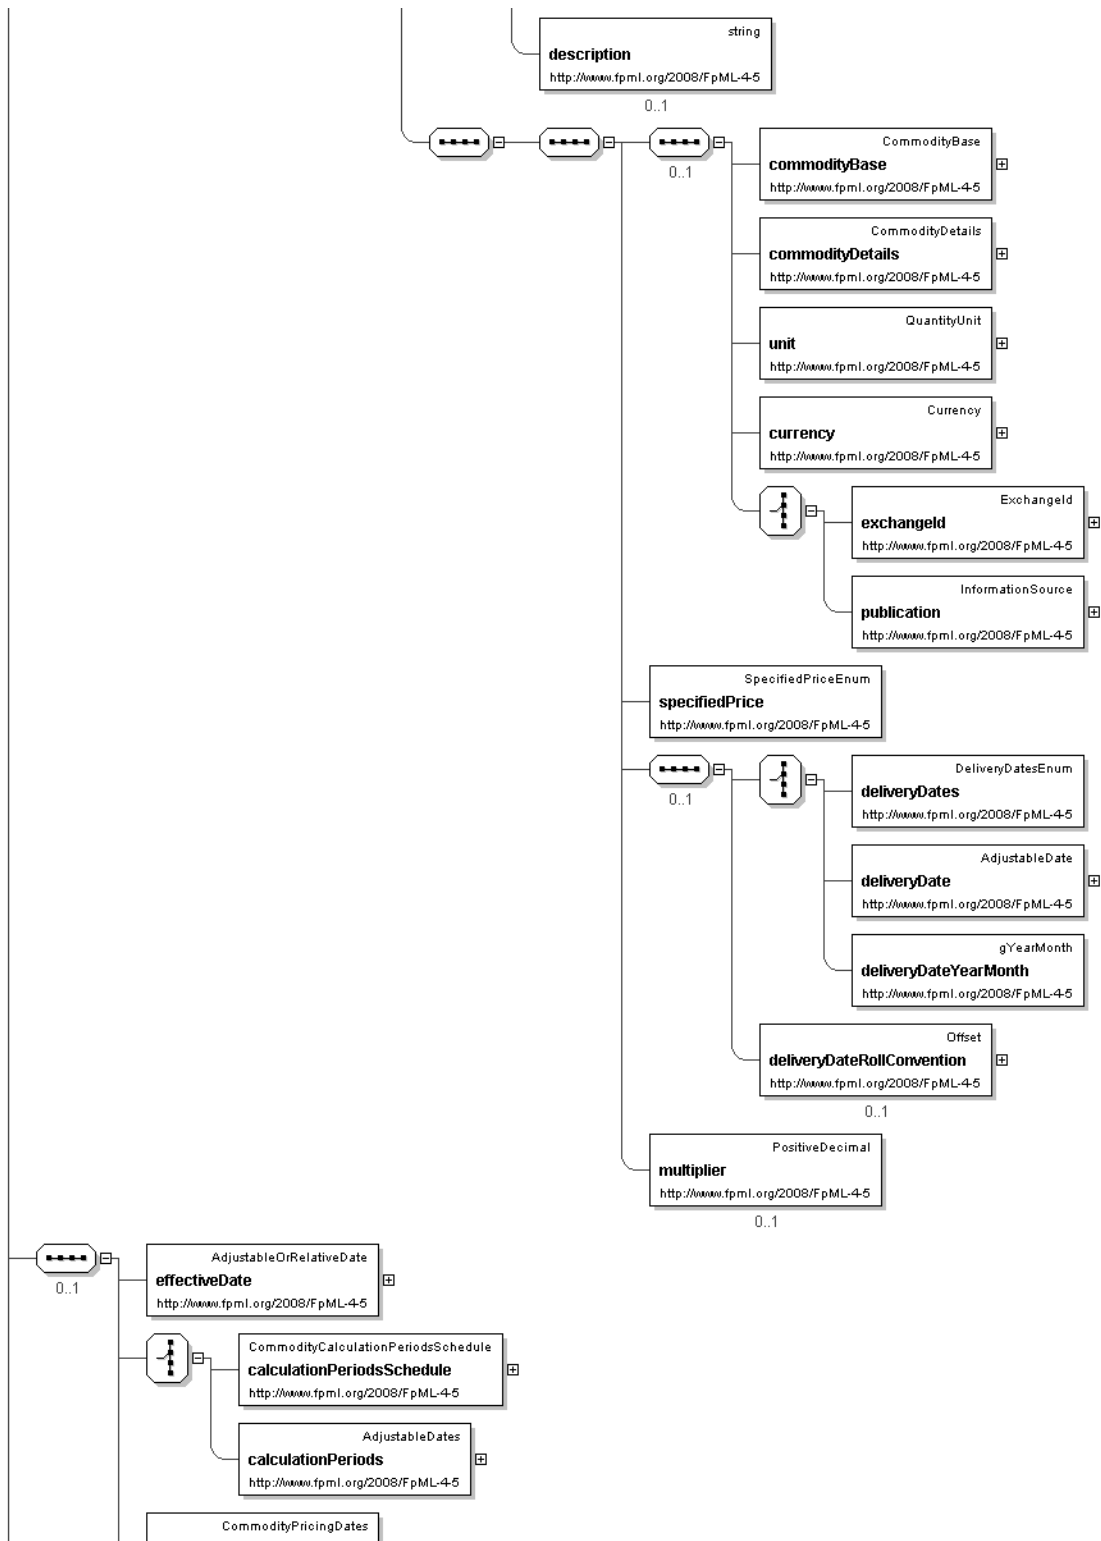 string
description
http://www.fpml.org/2008/FpML-4-5
0..1
0..1
CommodityBase
commodityBase
http://www.fpml.org/2008/FpML-4-5
CommodityDetails
commodityDetails
http://www.fpml.org/2008/FpML-4-5
QuantityUnit
unit
http://www.fpml.org/2008/FpML-4-5
Currency
currency
http://www.fpml.org/2008/FpML-4-5
ExchangeId
exchangeId
http://www.fpml.org/2008/FpML-4-5
InformationSource
publication
http://www.fpml.org/2008/FpML-4-5
SpecifiedPriceEnum
specifiedPrice
http://www.fpml.org/2008/FpML-4-5
0..1
DeliveryDatesEnum
deliveryDates
http://www.fpml.org/2008/FpML-4-5
AdjustableDate
deliveryDate
http://www.fpml.org/2008/FpML-4-5
gYearMonth
deliveryDateYearMonth
http://www.fpml.org/2008/FpML-4-5
Offset
deliveryDateRollConvention
http://www.fpml.org/2008/FpML-4-5
0..1
PositiveDecimal
multiplier
http://www.fpml.org/2008/FpML-4-5
0..1
0..1
AdjustableOrRelativeDate
effectiveDate
http://www.fpml.org/2008/FpML-4-5
CommodityCalculationPeriodsSchedule
calculationPeriodsSchedule
http://www.fpml.org/2008/FpML-4-5
AdjustableDates
calculationPeriods
http://www.fpml.org/2008/FpML-4-5
CommodityPricingDates